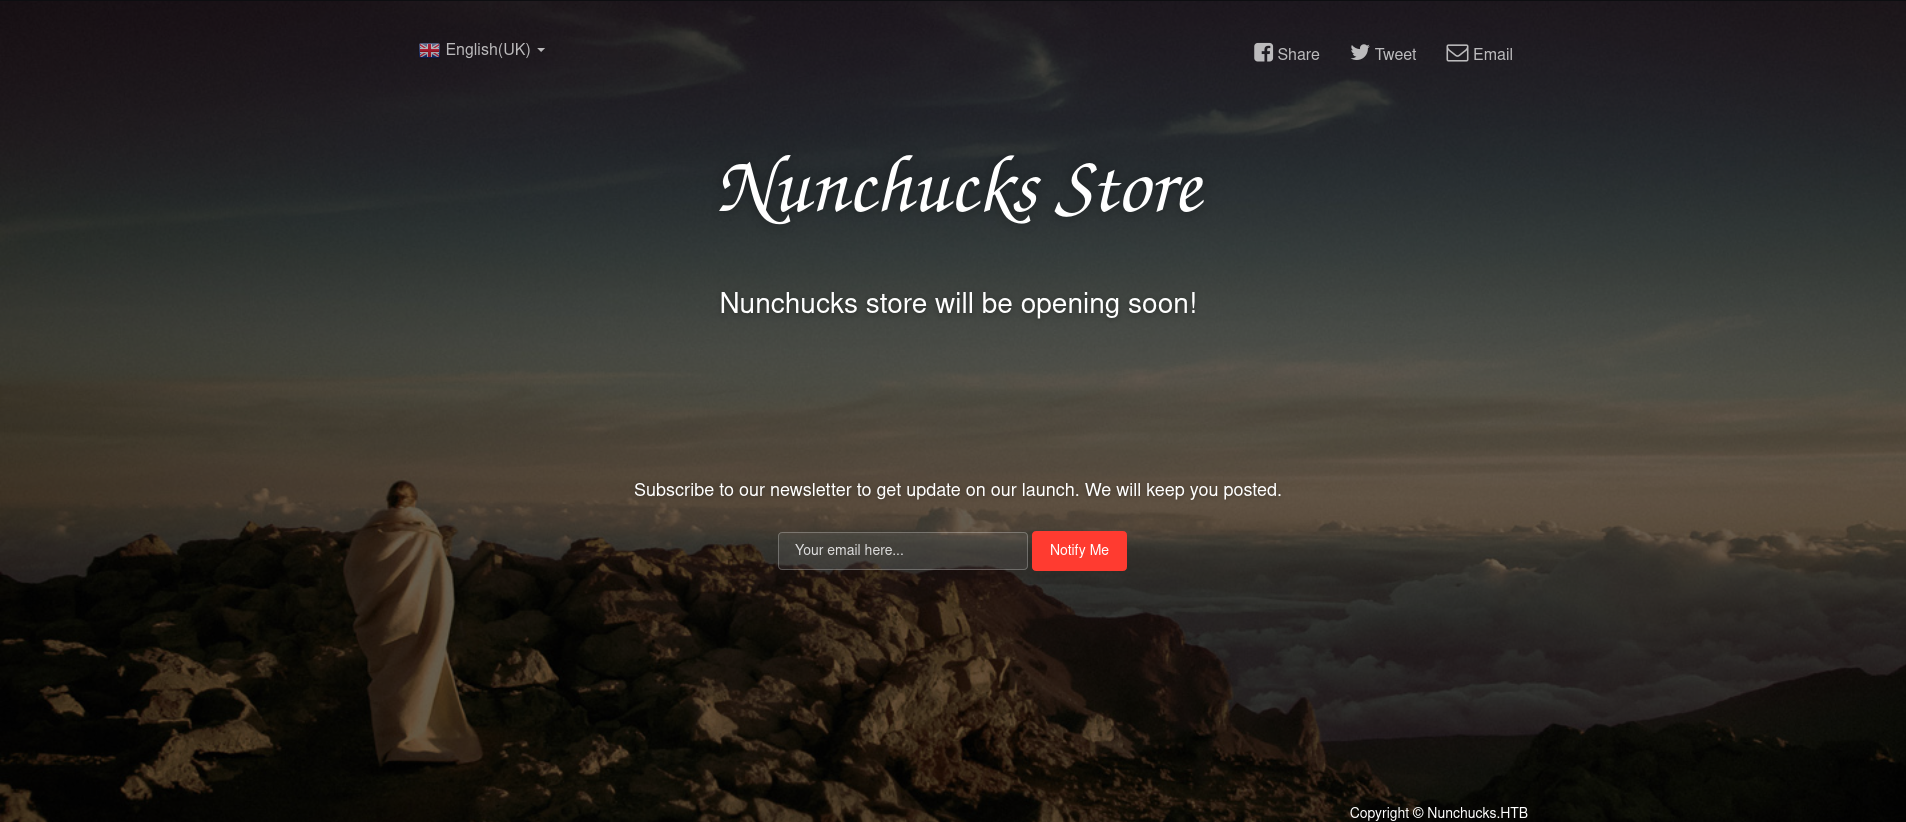 English(UK)
Share
Tweet
Email
Nunchucks Store
Nunchucks store will be opening soon!
Subscribe to our newsletter to get update on our launch. We will keep you posted.
Your email here...
Notify Me
Copyright © Nunchucks.HTB